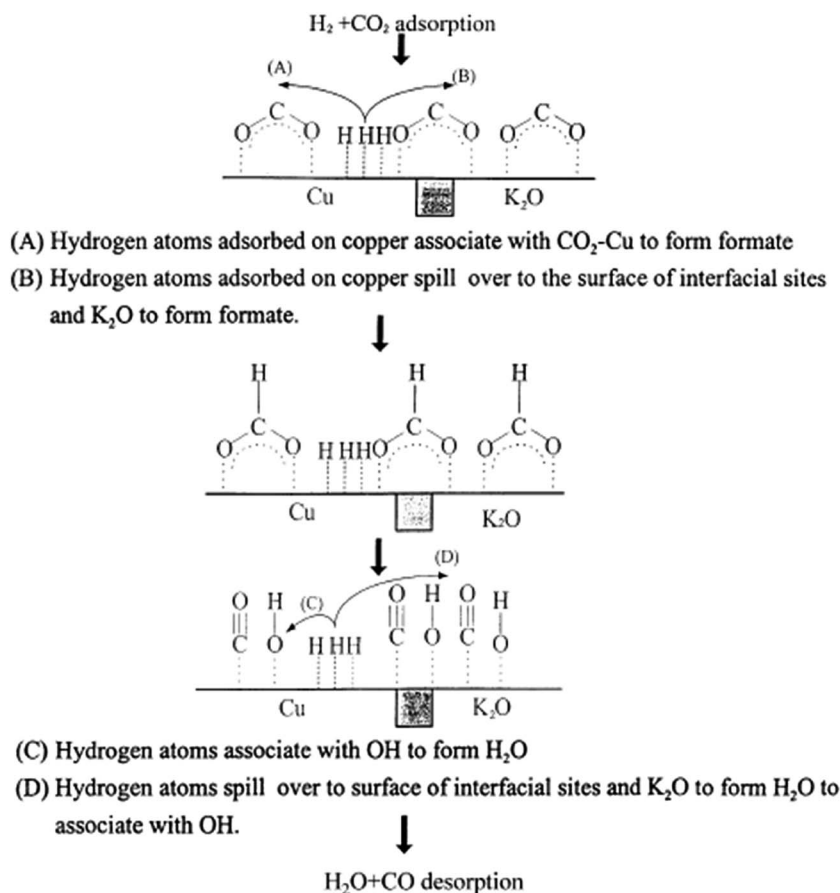 H₂ +CO₂ adsorption
(A) (B)
C C C
O O H HHO O O O
Cu K₂O
(A) Hydrogen atoms adsorbed on copper associate with CO₂-Cu to form formate
(B) Hydrogen atoms adsorbed on copper spill over to the surface of interfacial sites
and K₂O to form formate.
H H H
C C C
O O H HHO O O O
Cu K₂O
(D)
O H (C) O H O H
C O H HH C O C O
Cu K₂O
(C) Hydrogen atoms associate with OH to form H₂O
(D) Hydrogen atoms spill over to surface of interfacial sites and K₂O to form H₂O to
associate with OH.
H₂O+CO desorption